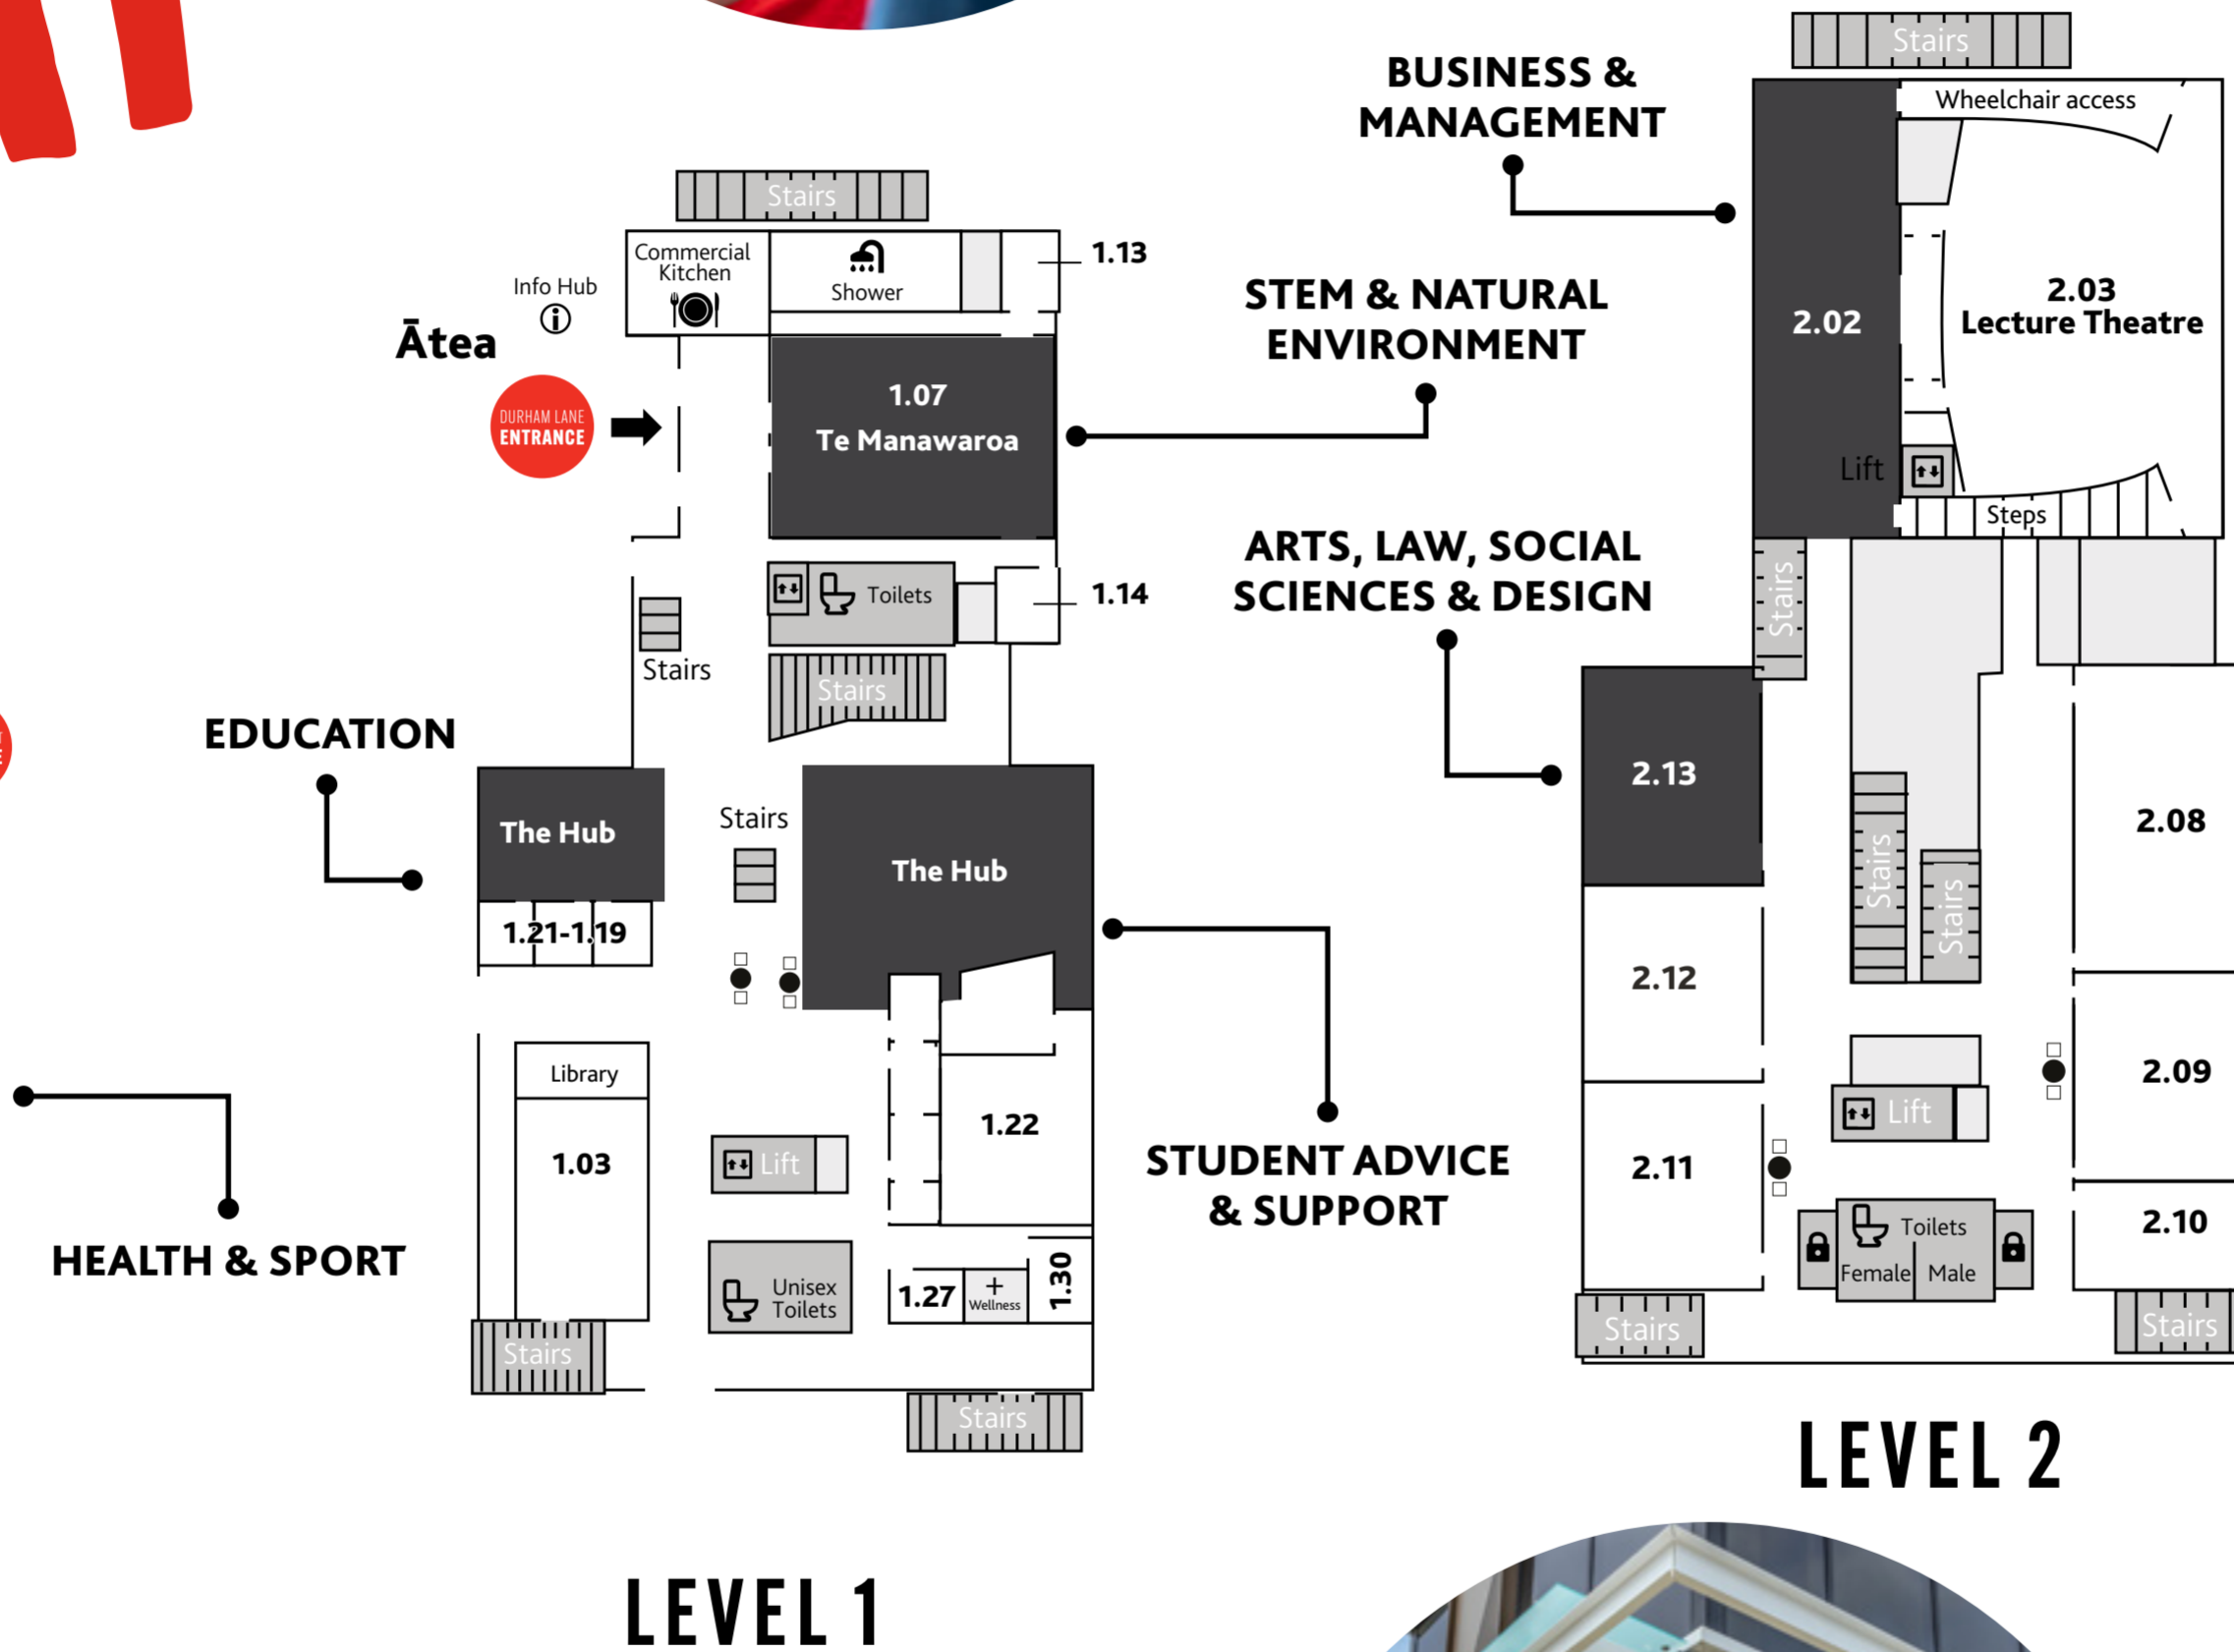 Stairs
Commercial
Kitchen
Shower
1.13
Info Hub
Ātea
DURHAM LANE
ENTRANCE
1.07
Te Manawaroa
Toilets
1.14
Stairs
Stairs
EDUCATION
The Hub
Stairs
The Hub
1.21-1.19
Library
1.03
1.22
Lift
HEALTH & SPORT
Unisex
Toilets
1.27
Wellness
1.30
Stairs
Stairs
LEVEL 1
BUSINESS &
MANAGEMENT
STEM & NATURAL
ENVIRONMENT
ARTS, LAW, SOCIAL
SCIENCES & DESIGN
STUDENT ADVICE
& SUPPORT
Stairs
Wheelchair access
2.02
2.03
Lecture Theatre
Lift
Steps
Stairs
2.13
2.08
Stairs
Stairs
2.12
2.09
Lift
2.11
2.10
Toilets
Female
Male
Stairs
Stairs
LEVEL 2